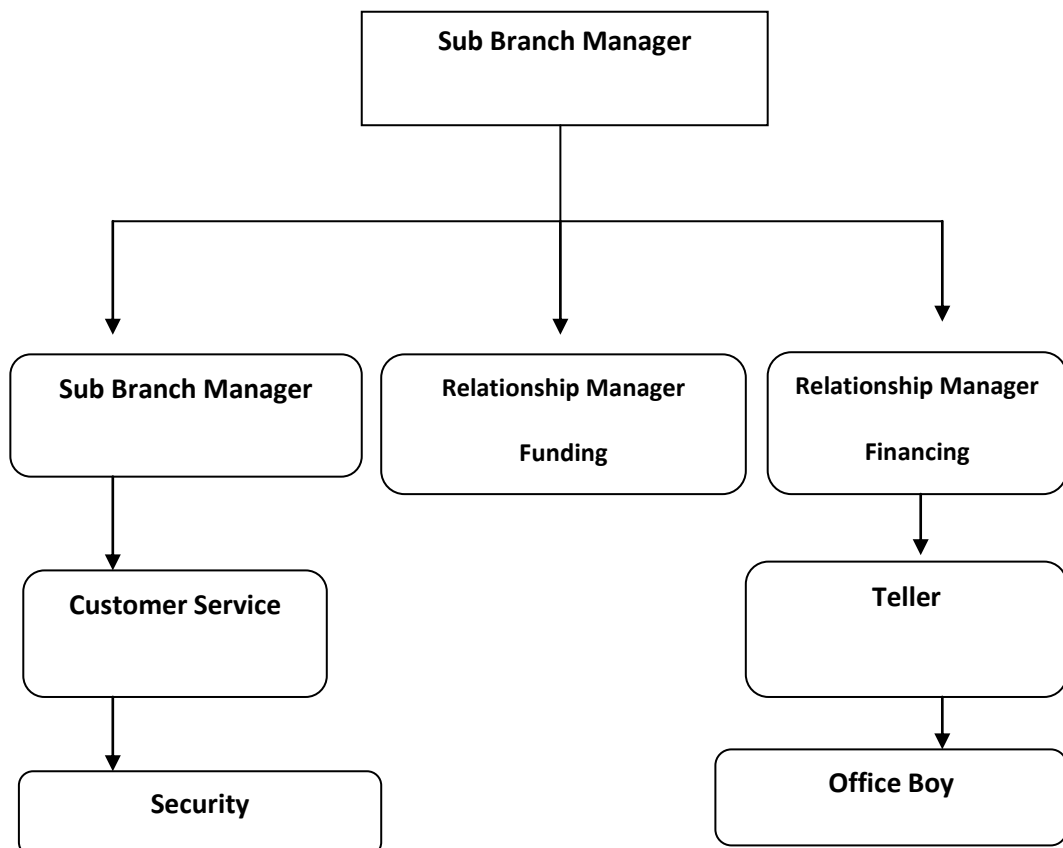 Sub Branch Manager
Sub Branch Manager
Relationship Manager
Funding
Relationship Manager
Financing
Customer Service
Teller
Security
Office Boy